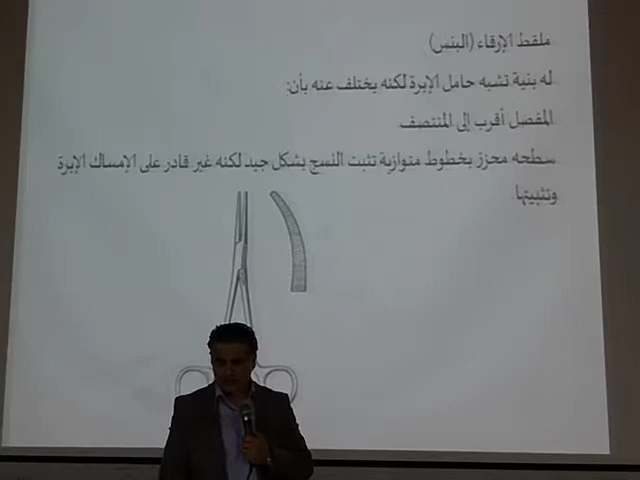 ملقط الإرقاء (البنس)
له بنية تشبه حامل الإبرة لكنه يختلف عنه بأن:
المفصل أقرب إلى المنتصف.
سطحه محزز بخطوط متوازية تثبت النسج بشكل جيد لكنه غير قادر على الإمساك الإبرة
وتثبيتها